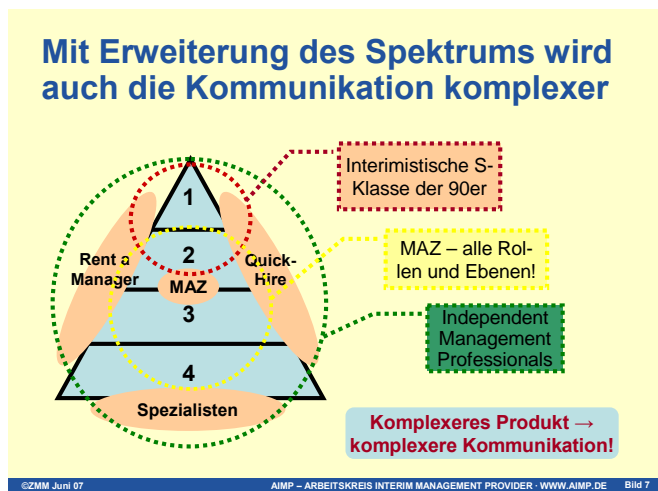 Mit Erweiterung des Spektrums wird
auch die Kommunikation komplexer
Interimistische S-
Klasse der 90er
1
2
Rent a
Manager
Quick-
Hire
MAZ
MAZ – alle Rol-
len und Ebenen!
3
Independent
Management
Professionals
4
Spezialisten
Komplexeres Produkt →
komplexere Kommunikation!
©ZMM Juni 07
AIMP – ARBEITSKREIS INTERIM MANAGEMENT PROVIDER · WWW.AIMP.DE
Bild 7